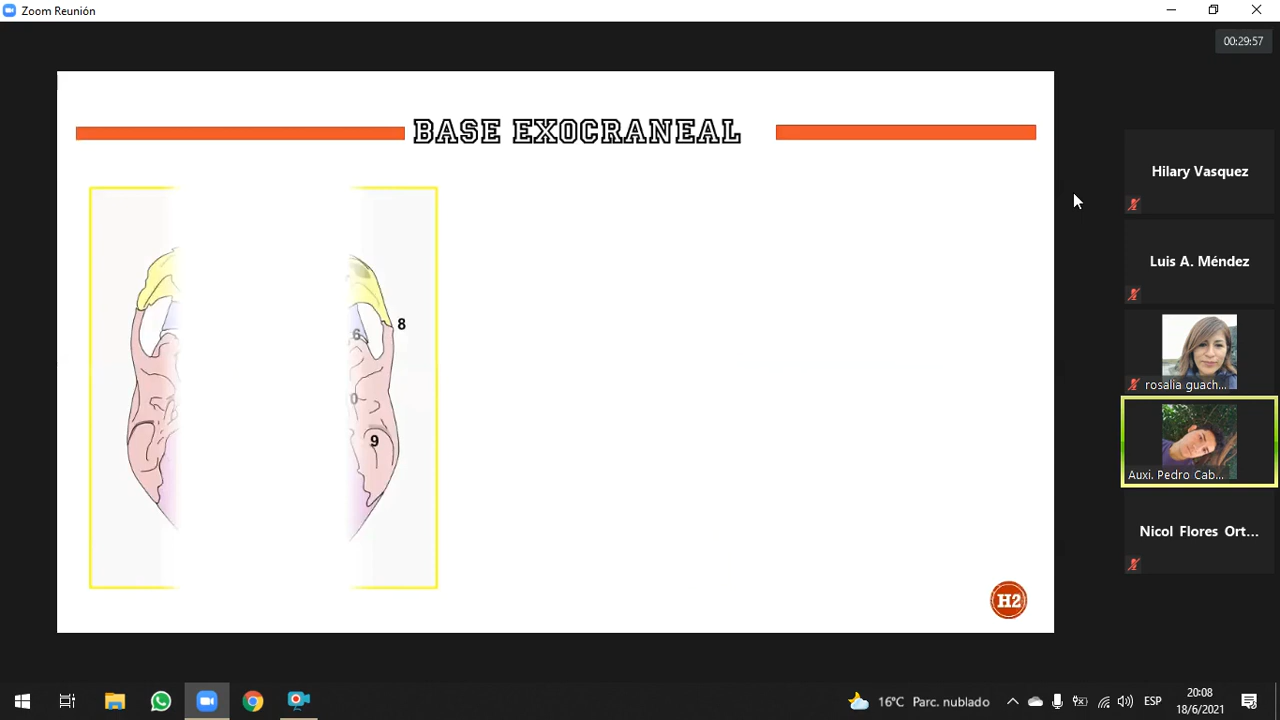 Zoom Reunión
00:29:57
BASE EXOCRANEAL
Hilary Vasquez
Luis A. Méndez
8
6
rosalia guach...
0
9
Auxi. Pedro Cab...
Nicol Flores Ort...
H2
16°C Parc. nublado
ESP
20:08
18/6/2021